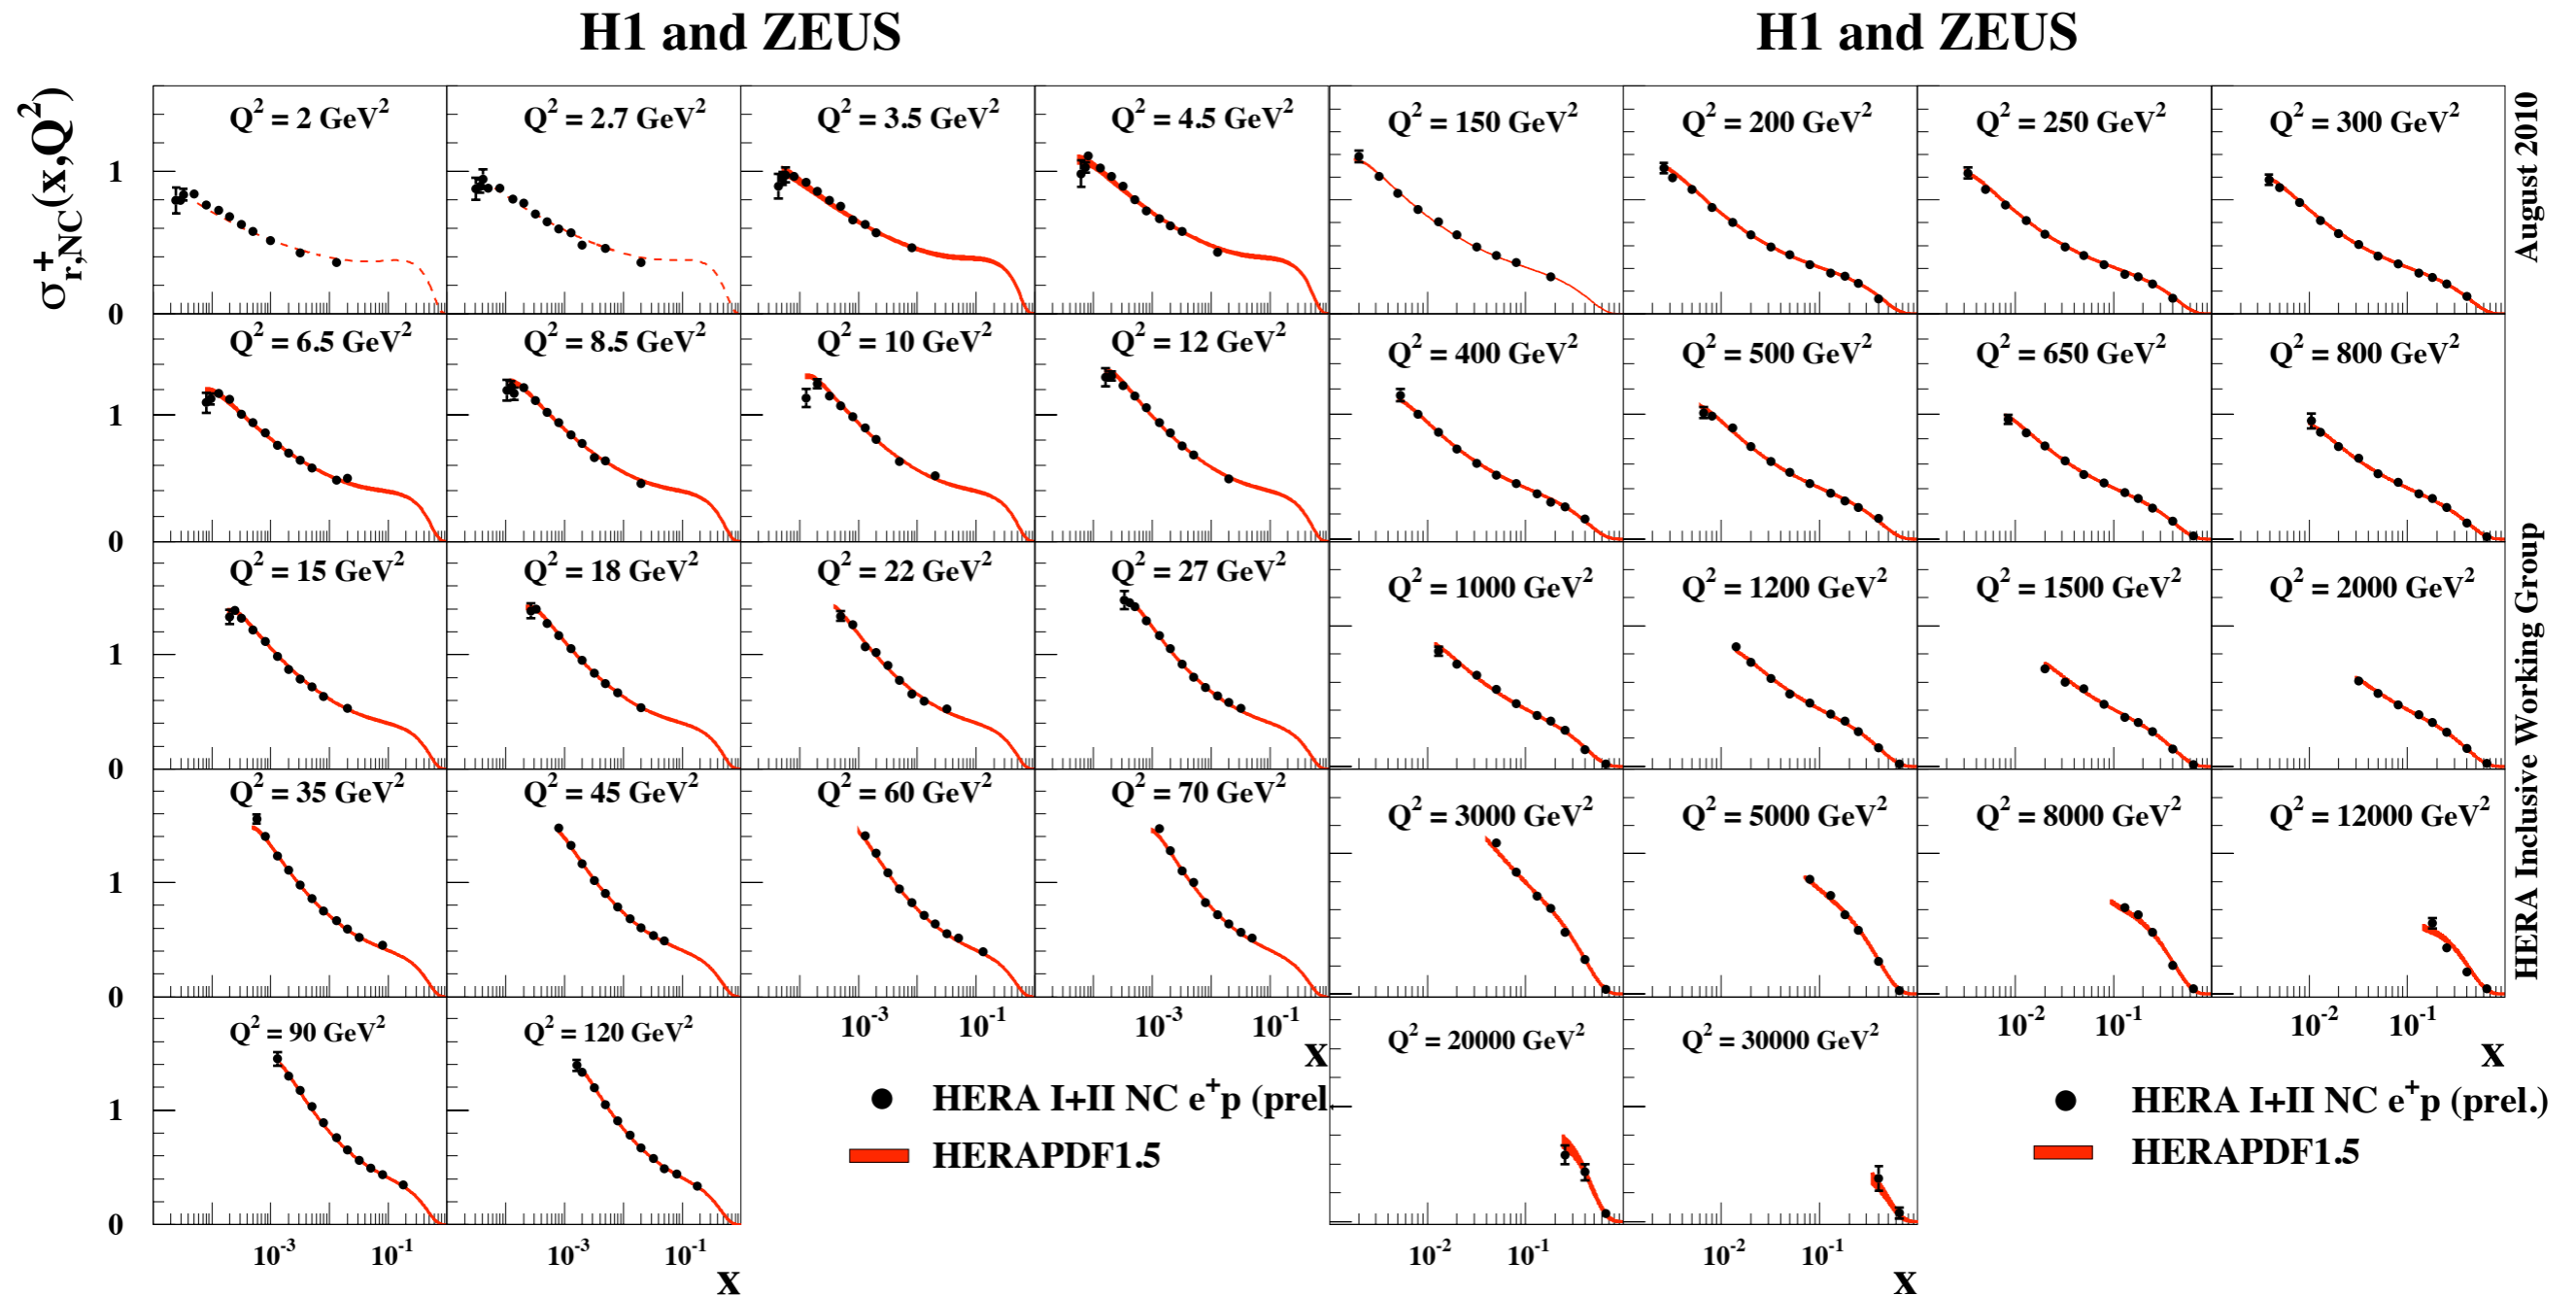 H1 and ZEUS
H1 and ZEUS
σ⁺r,NC(x,Q²)
August 2010
HERA Inclusive Working Group
Q² = 2 GeV²
Q² = 2.7 GeV²
Q² = 3.5 GeV²
Q² = 4.5 GeV²
Q² = 150 GeV²
Q² = 200 GeV²
Q² = 250 GeV²
Q² = 300 GeV²
1
0
Q² = 6.5 GeV²
Q² = 8.5 GeV²
Q² = 10 GeV²
Q² = 12 GeV²
Q² = 400 GeV²
Q² = 500 GeV²
Q² = 650 GeV²
Q² = 800 GeV²
1
0
Q² = 15 GeV²
Q² = 18 GeV²
Q² = 22 GeV²
Q² = 27 GeV²
Q² = 1000 GeV²
Q² = 1200 GeV²
Q² = 1500 GeV²
Q² = 2000 GeV²
1
0
Q² = 35 GeV²
Q² = 45 GeV²
Q² = 60 GeV²
Q² = 70 GeV²
Q² = 3000 GeV²
Q² = 5000 GeV²
Q² = 8000 GeV²
Q² = 12000 GeV²
1
0
10⁻³ 10⁻¹
10⁻³ 10⁻¹
x
10⁻² 10⁻¹
10⁻² 10⁻¹
x
Q² = 90 GeV²
Q² = 120 GeV²
Q² = 20000 GeV²
Q² = 30000 GeV²
1
0
HERA I+II NC e⁺p (prel.
HERAPDF1.5
HERA I+II NC e⁺p (prel.)
HERAPDF1.5
10⁻³ 10⁻¹
10⁻³ 10⁻¹
x
10⁻² 10⁻¹
10⁻² 10⁻¹
x